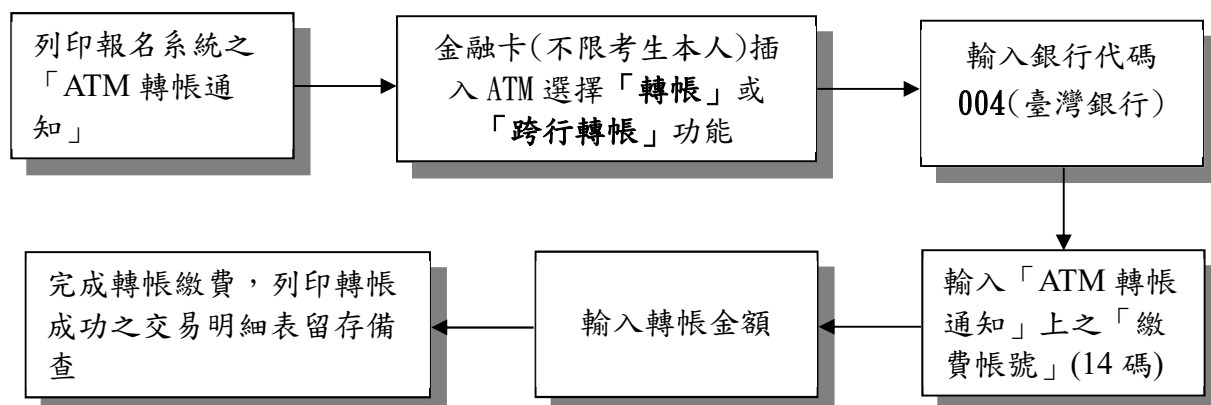 列印報名系統之
「ATM 轉帳通
知」
金融卡(不限考生本人)插
入 ATM 選擇「轉帳」或
「跨行轉帳」功能
輸入銀行代碼
004(臺灣銀行)
輸入「ATM 轉帳
通知」上之「繳
費帳號」(14 碼)
輸入轉帳金額
完成轉帳繳費，列印轉帳
成功之交易明細表留存備
查